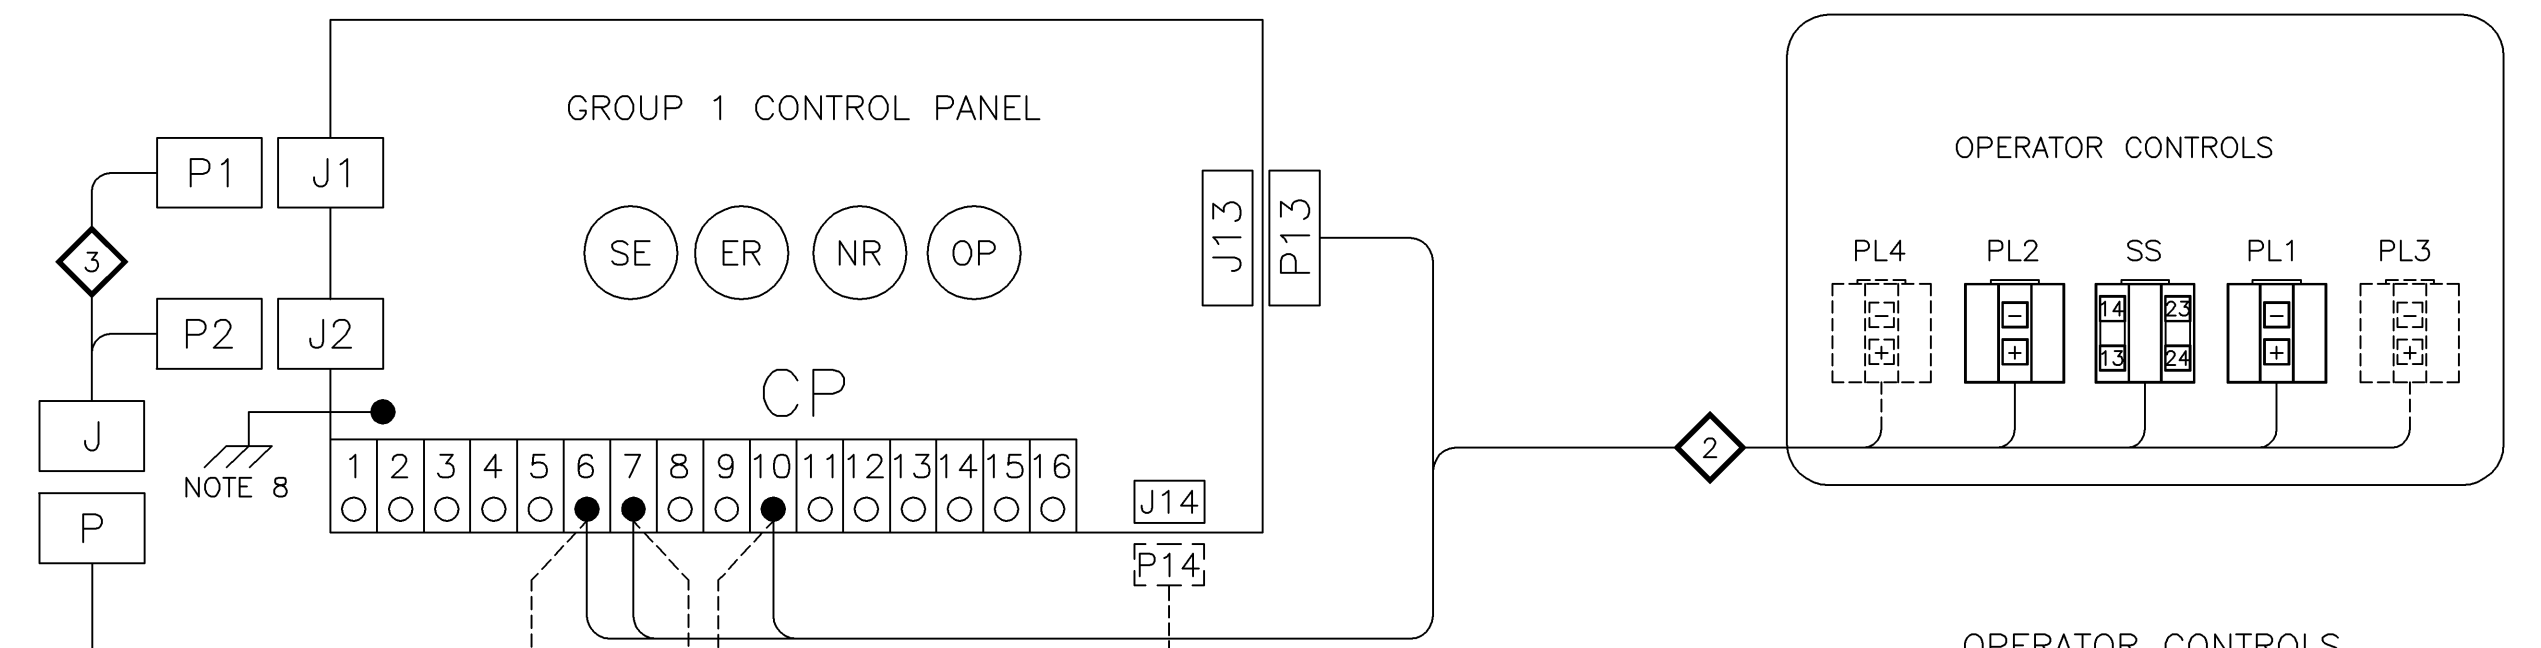 GROUP 1 CONTROL PANEL
OPERATOR CONTROLS
P1 J1
J13 P13
SE ER NR OP
3
PL4 PL2 SS PL1 PL3
- - 14 23 - -
+ + 13 24 + +
P2 J2
CP
J
2
1 2 3 4 5 6 7 8 9 10 11 12 13 14 15 16
NOTE 8
J14
P
P14
OPERATOR CONTROLS